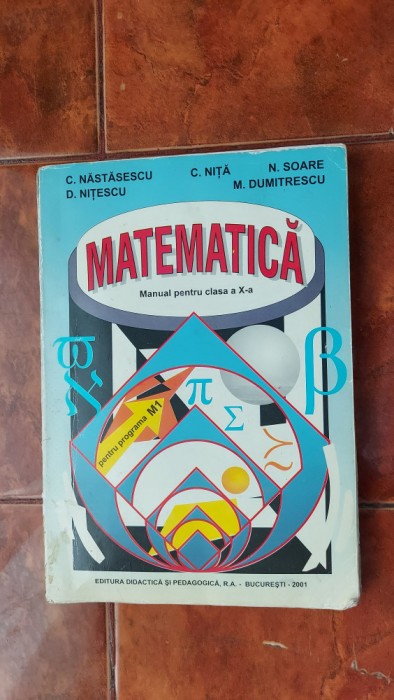 C. NĂSTĂSESCU C. NIȚĂ N. SOARE
D. NIȚESCU M. DUMITRESCU
MATEMATICĂ
Manual pentru clasa a X-a
β
π
Σ
pentru programa M1
EDITURA DIDACTICĂ ȘI PEDAGOGICĂ, R.A. - BUCUREȘTI - 2001